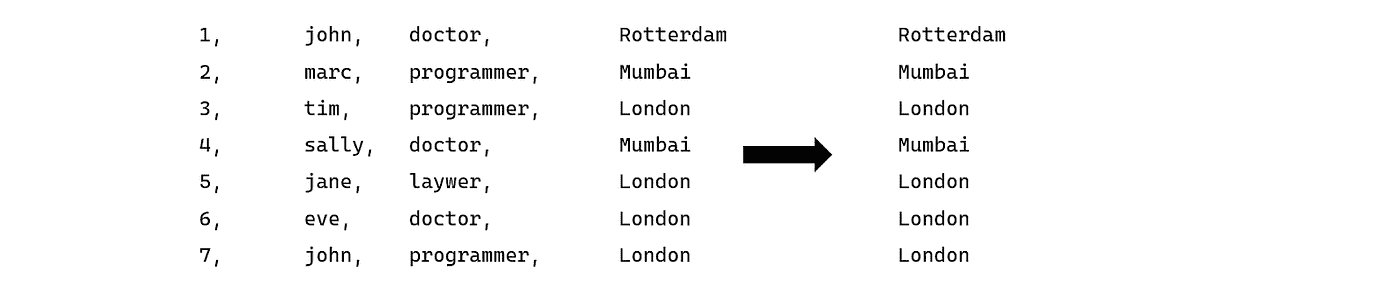 1, john, doctor, Rotterdam Rotterdam
2, marc, programmer, Mumbai Mumbai
3, tim, programmer, London London
4, sally, doctor, Mumbai Mumbai
5, jane, laywer, London London
6, eve, doctor, London London
7, john, programmer, London London